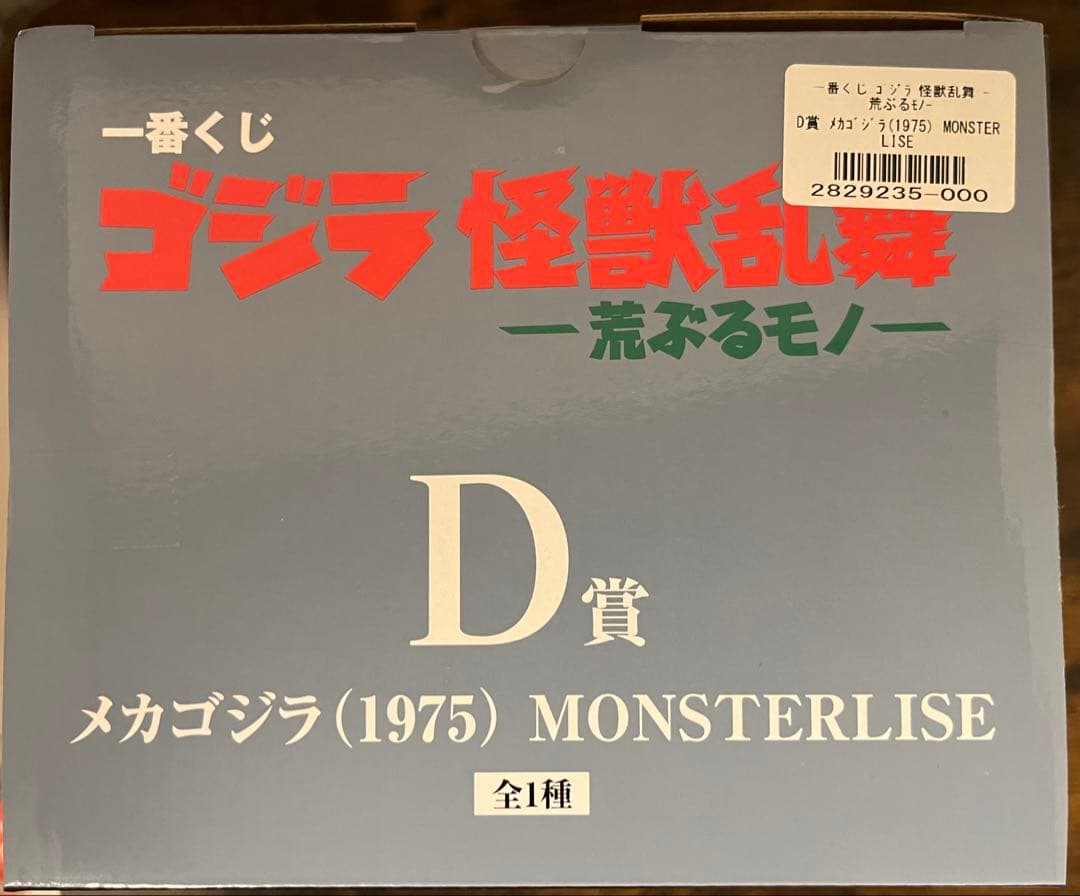 一番くじ
ゴジラ 怪獣乱舞
―荒ぶるモノ―
一番くじ ゴジラ 怪獣乱舞 -
荒ぶるモノ-
D賞 メカゴジラ(1975) MONSTER
LISE
2829235-000
D賞
メカゴジラ(1975) MONSTERLISE
全1種